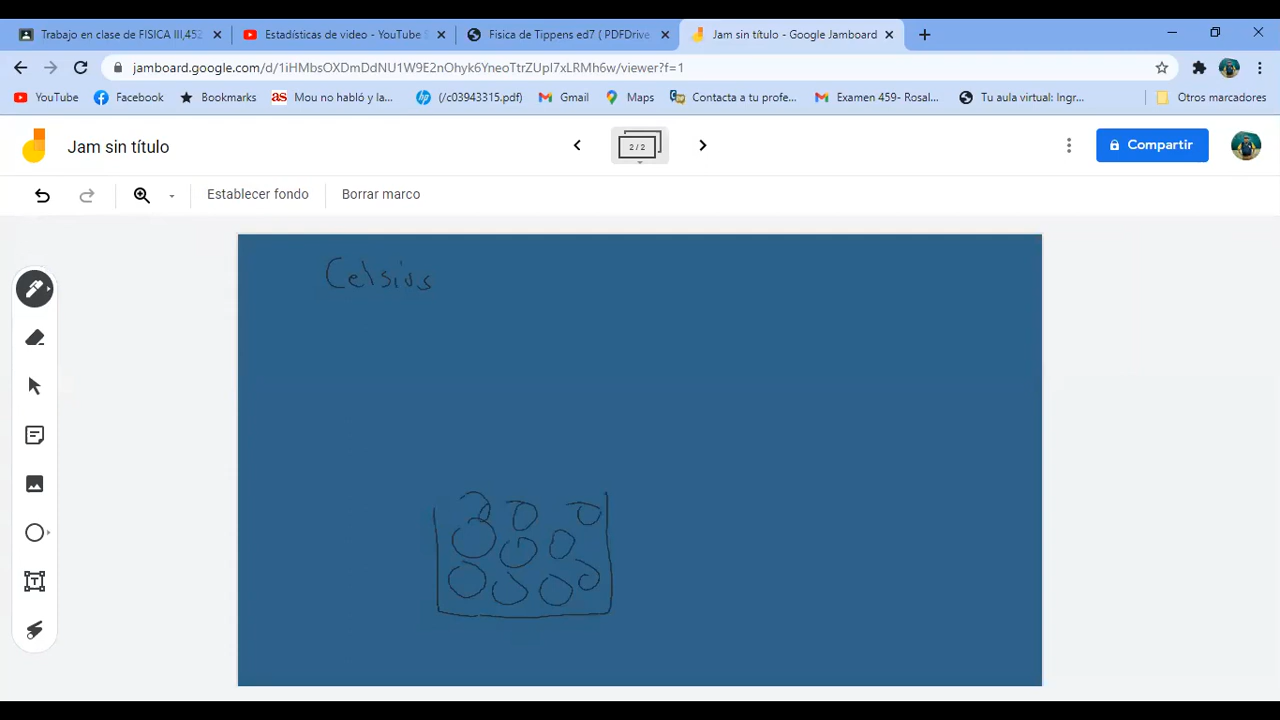 Trabajo en clase de FISICA III,452
Estadísticas de video - YouTube S
Fisica de Tippens ed7 ( PDFDrive
Jam sin título - Google Jamboard
jamboard.google.com/d/1iHMbsOXDmDdNU1W9E2nOhyk6YneoTtrZUpI7xLRMh6w/viewer?f=1
YouTube
Facebook
Bookmarks
as Mou no habló y la...
hp (/c03943315.pdf)
Gmail
Maps
Contacta a tu profe...
Examen 459- Rosal...
Tu aula virtual: Ingr...
Otros marcadores
Jam sin título
2 / 2
Compartir
Establecer fondo
Borrar marco
Celsius